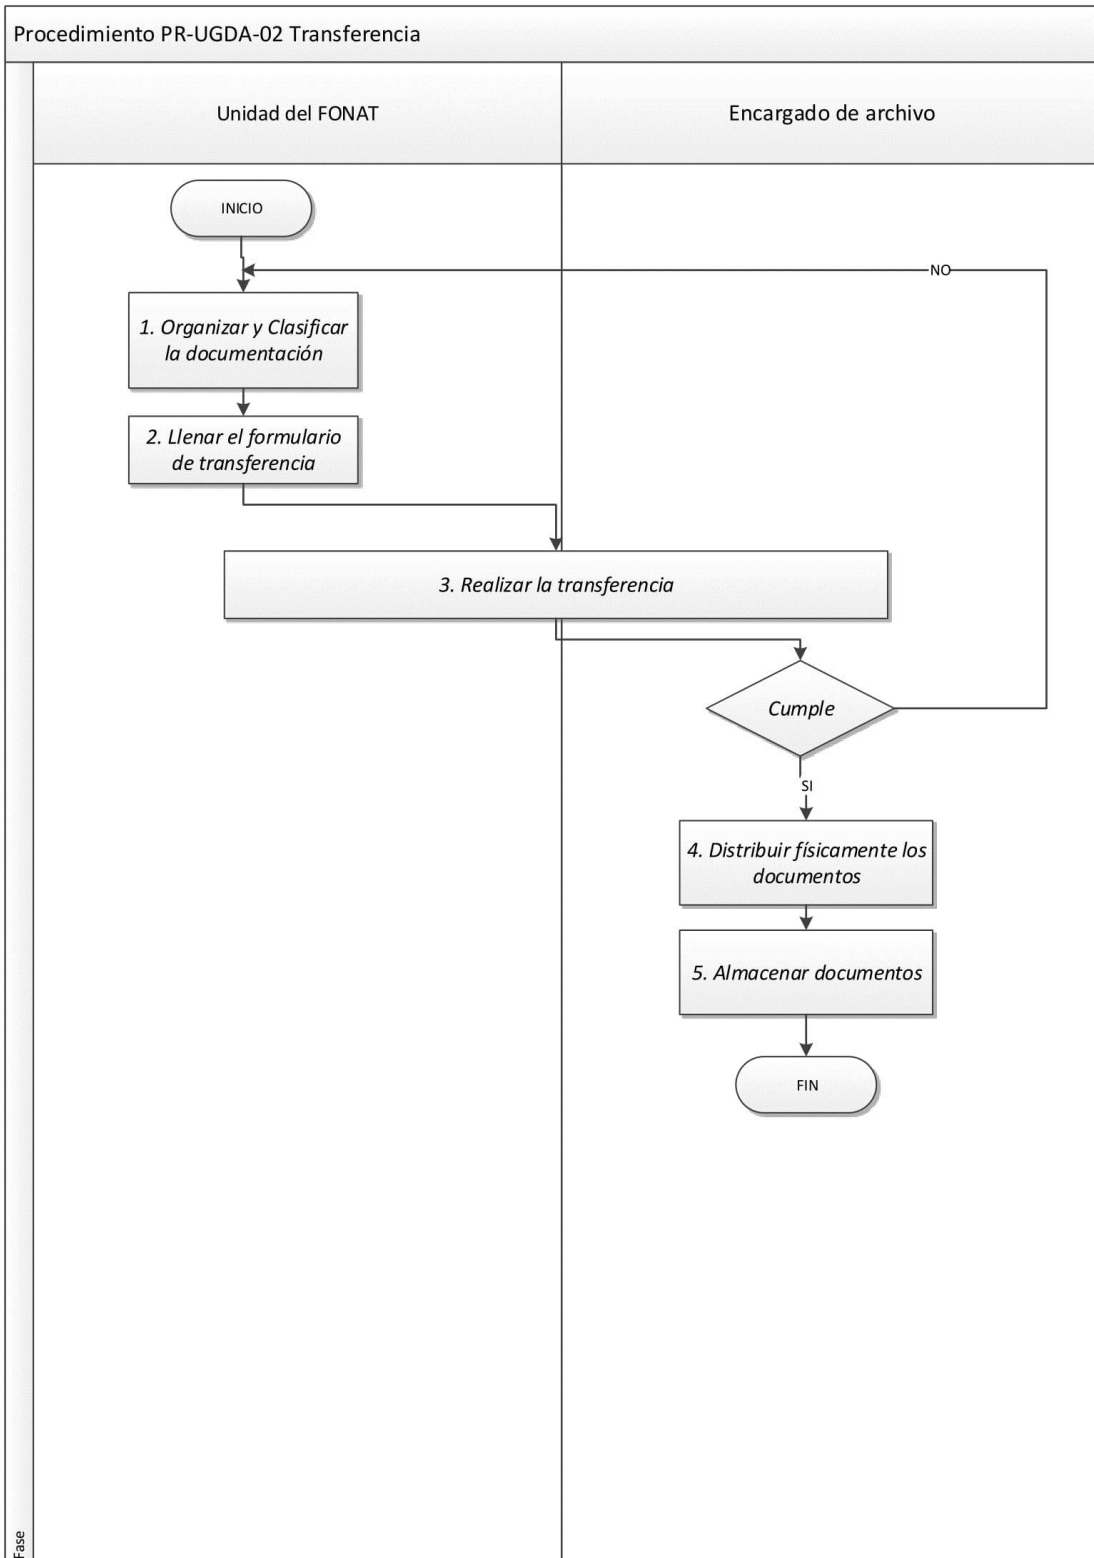 Procedimiento PR-UGDA-02 Transferencia
Unidad del FONAT
Encargado de archivo
INICIO
NO
1. Organizar y Clasificar
la documentación
2. Llenar el formulario
de transferencia
3. Realizar la transferencia
Cumple
SI
4. Distribuir físicamente los
documentos
5. Almacenar documentos
FIN
Fase